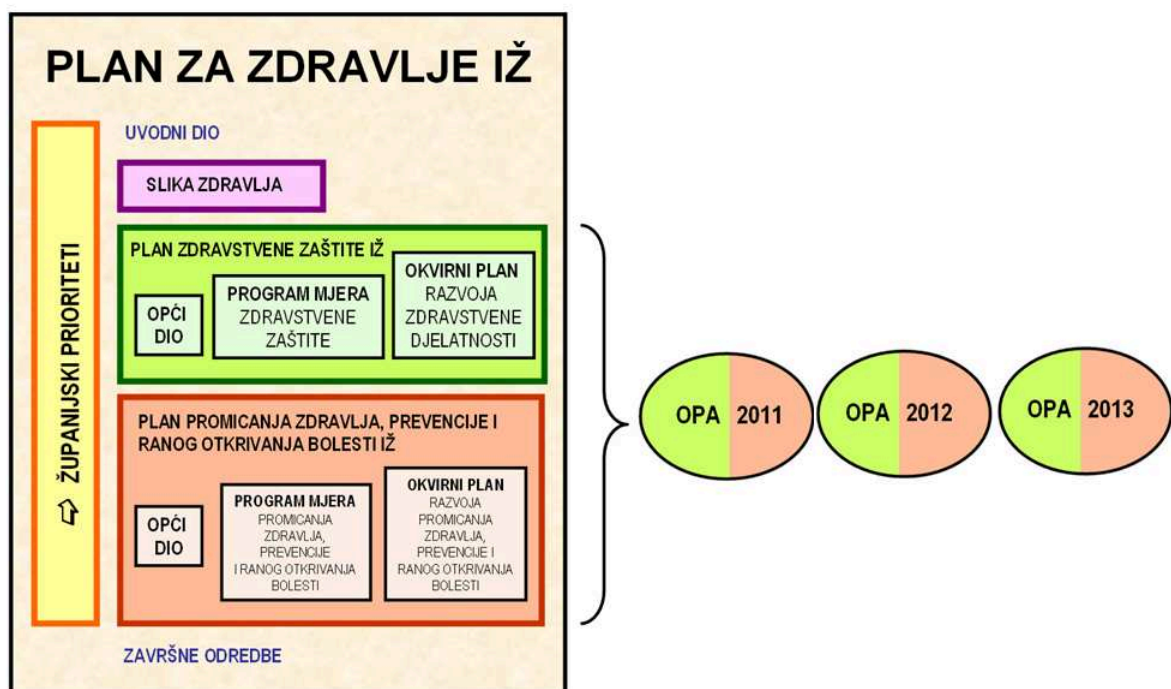 PLAN ZA ZDRAVLJE IŽ
ŽUPANIJSKI PRIORITETI
UVODNI DIO
SLIKA ZDRAVLJA
PLAN ZDRAVSTVENE ZAŠTITE IŽ
OPĆI
DIO
PROGRAM MJERA
ZDRAVSTVENE
ZAŠTITE
OKVIRNI PLAN
RAZVOJA
ZDRAVSTVENE
DJELATNOSTI
PLAN PROMICANJA ZDRAVLJA, PREVENCIJE I
RANOG OTKRIVANJA BOLESTI IŽ
OPĆI
DIO
PROGRAM MJERA
PROMICANJA
ZDRAVLJA,
PREVENCIJE
I RANOG OTKRIVANJA
BOLESTI
OKVIRNI PLAN
RAZVOJA
PROMICANJA
ZDRAVLJA,
PREVENCIJE I
RANOG OTKRIVANJA
BOLESTI
ZAVRŠNE ODREDBE
OPA 2011
OPA 2012
OPA 2013